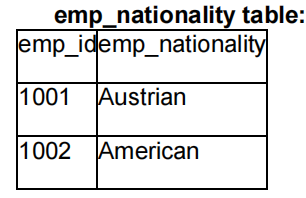 emp_nationality table:
emp_id emp_nationality
1001 Austrian
1002 American